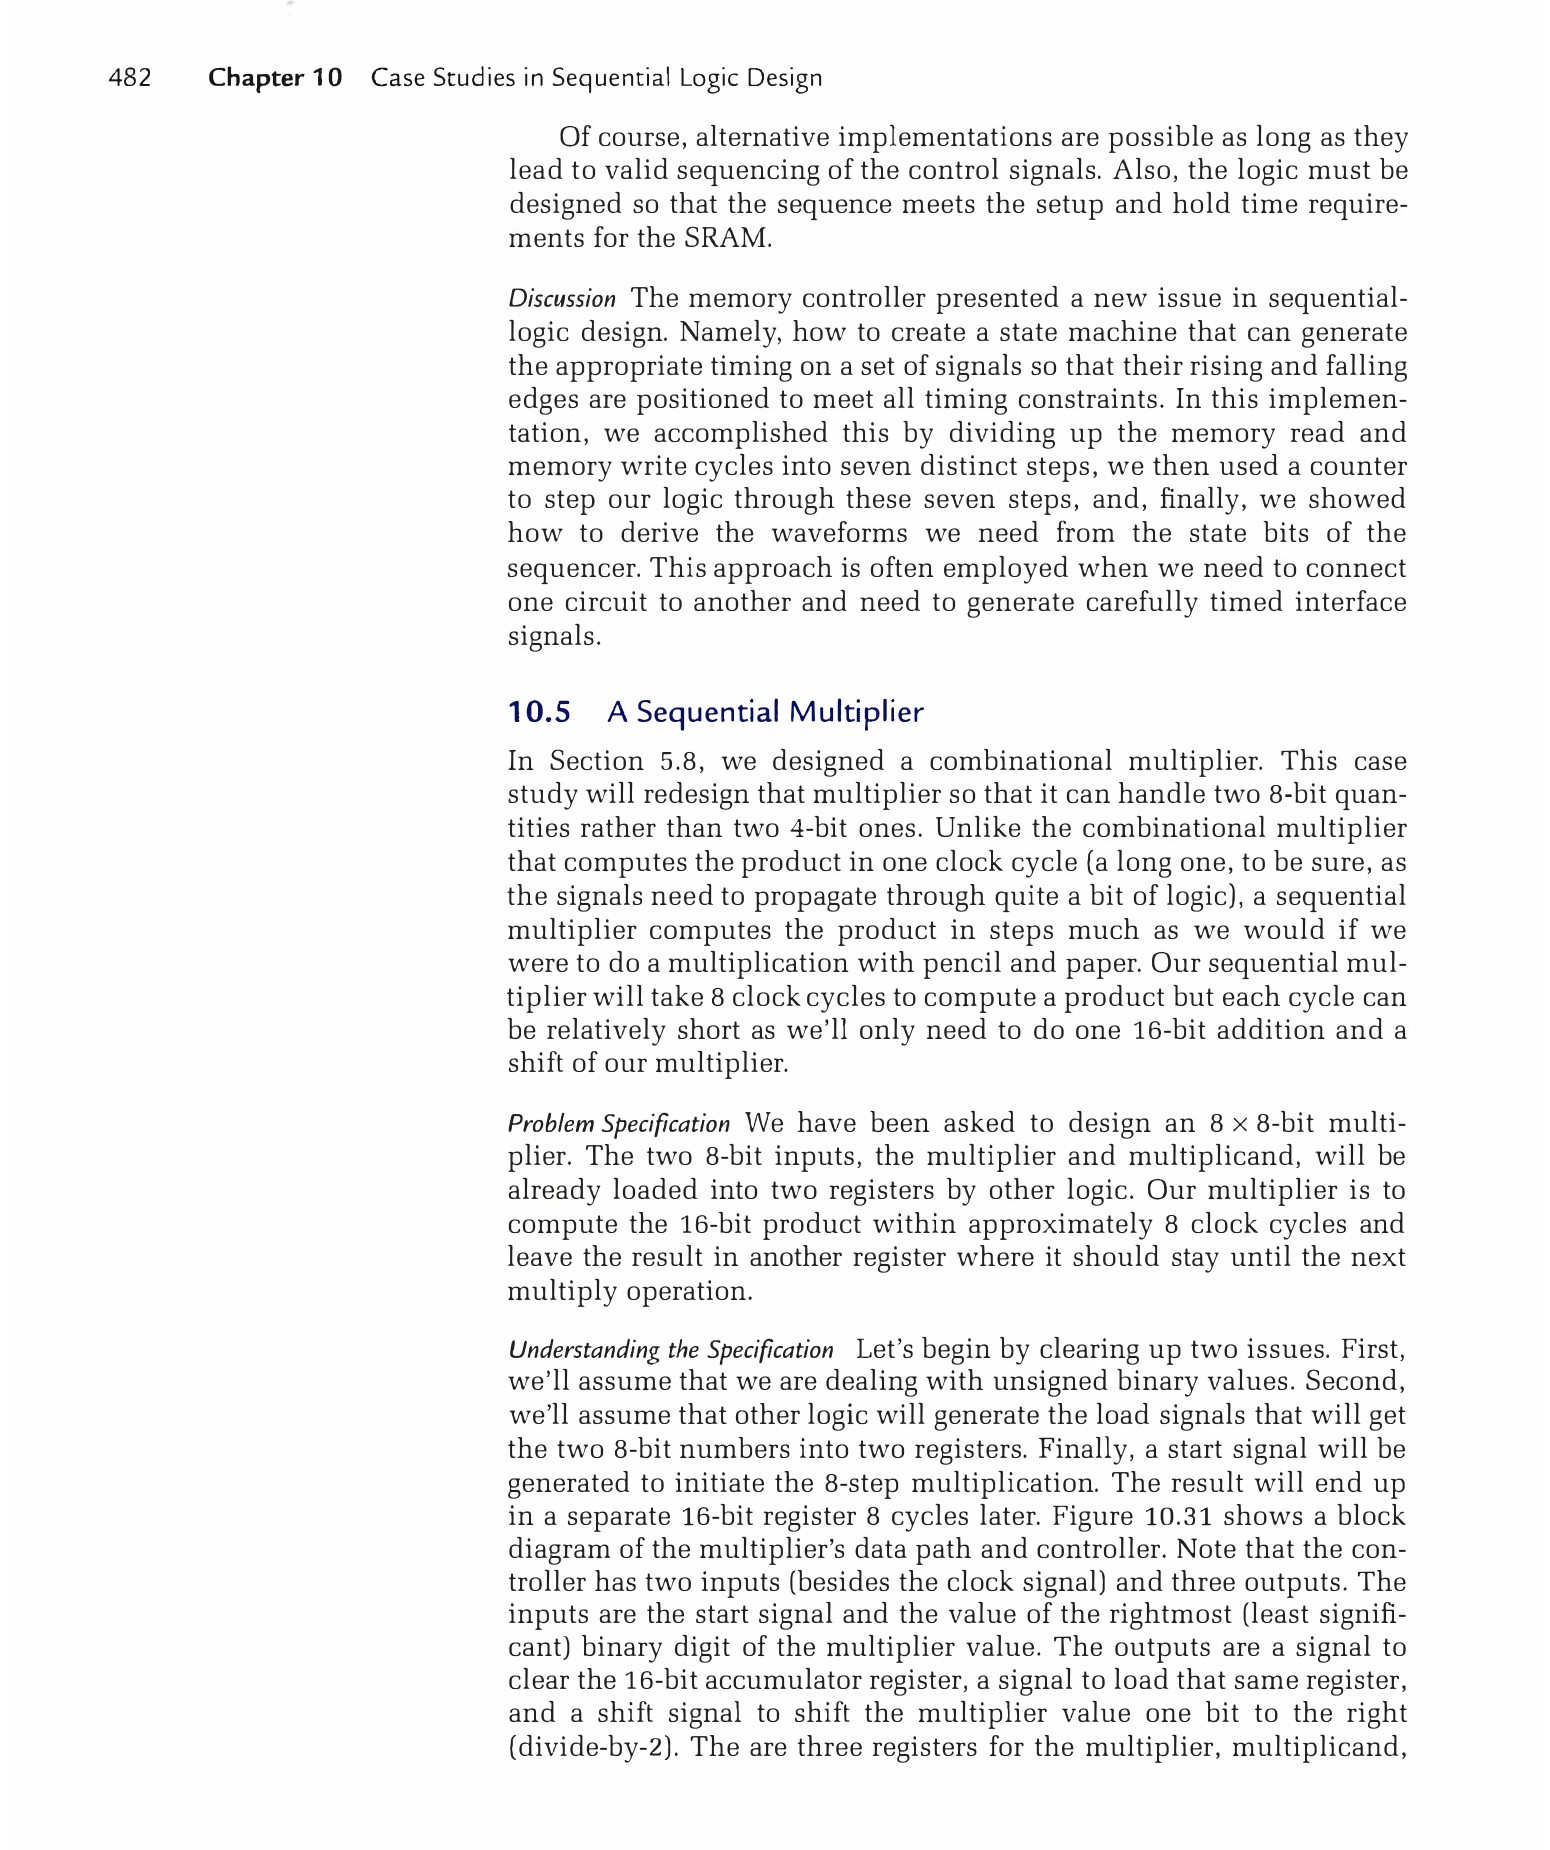 482 Chapter 10 Case Studies in Sequential Logic Design
Of course, alternative implementations are possible as long as they
lead to valid sequencing of the control signals. Also, the logic must be
designed so that the sequence meets the setup and hold time require-
ments for the SRAM.
Discussion The memory controller presented a new issue in sequential-
logic design. Namely, how to create a state machine that can generate
the appropriate timing on a set of signals so that their rising and falling
edges are positioned to meet all timing constraints. In this implemen-
tation, we accomplished this by dividing up the memory read and
memory write cycles into seven distinct steps, we then used a counter
to step our logic through these seven steps, and, finally, we showed
how to derive the waveforms we need from the state bits of the
sequencer. This approach is often employed when we need to connect
one circuit to another and need to generate carefully timed interface
signals.
10.5 A Sequential Multiplier
In Section 5.8, we designed a combinational multiplier. This case
study will redesign that multiplier so that it can handle two 8-bit quan-
tities rather than two 4-bit ones. Unlike the combinational multiplier
that computes the product in one clock cycle (a long one, to be sure, as
the signals need to propagate through quite a bit of logic), a sequential
multiplier computes the product in steps much as we would if we
were to do a multiplication with pencil and paper. Our sequential mul-
tiplier will take 8 clock cycles to compute a product but each cycle can
be relatively short as we'll only need to do one 16-bit addition and a
shift of our multiplier.
Problem Specification We have been asked to design an 8 × 8-bit multi-
plier. The two 8-bit inputs, the multiplier and multiplicand, will be
already loaded into two registers by other logic. Our multiplier is to
compute the 16-bit product within approximately 8 clock cycles and
leave the result in another register where it should stay until the next
multiply operation.
Understanding the Specification Let's begin by clearing up two issues. First,
we'll assume that we are dealing with unsigned binary values. Second,
we'll assume that other logic will generate the load signals that will get
the two 8-bit numbers into two registers. Finally, a start signal will be
generated to initiate the 8-step multiplication. The result will end up
in a separate 16-bit register 8 cycles later. Figure 10.31 shows a block
diagram of the multiplier's data path and controller. Note that the con-
troller has two inputs (besides the clock signal) and three outputs. The
inputs are the start signal and the value of the rightmost (least signifi-
cant) binary digit of the multiplier value. The outputs are a signal to
clear the 16-bit accumulator register, a signal to load that same register,
and a shift signal to shift the multiplier value one bit to the right
(divide-by-2). The are three registers for the multiplier, multiplicand,